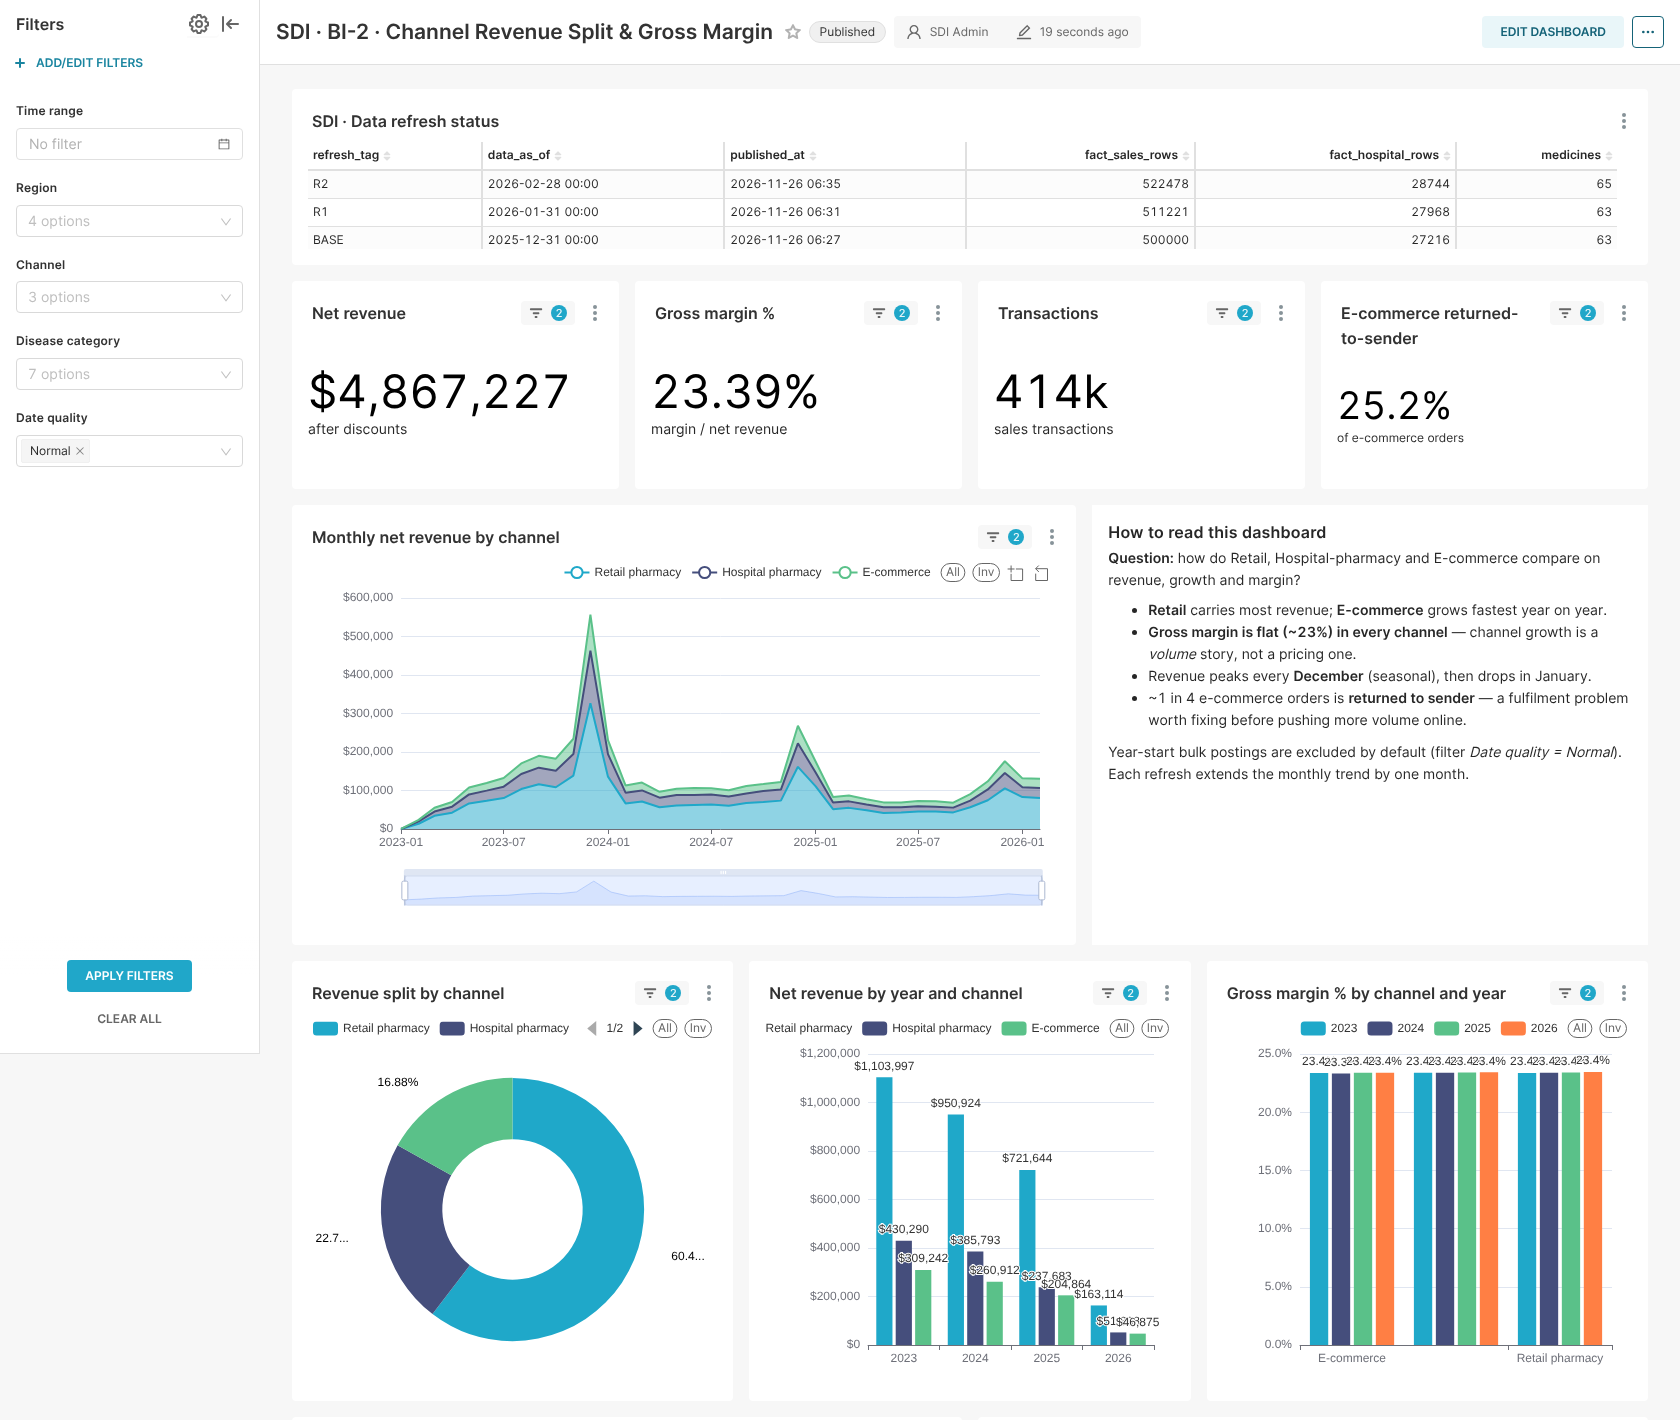 Filters
ADD/EDIT FILTERS
Time range
No filter
Region
4 options
Channel
3 options
Disease category
7 options
Date quality
Normal
APPLY FILTERS
CLEAR ALL
SDI · BI-2 · Channel Revenue Split & Gross Margin
Published
SDI Admin
19 seconds ago
EDIT DASHBOARD
SDI · Data refresh status
refresh_tag data_as_of published_at fact_sales_rows fact_hospital_rows medicines
R2 2026-02-28 00:00 2026-11-26 06:35 522478 28744 65
R1 2026-01-31 00:00 2026-11-26 06:31 511221 27968 63
BASE 2025-12-31 00:00 2026-11-26 06:27 500000 27216 63
Net revenue 2
$4,867,227
after discounts
Gross margin % 2
23.39%
margin / net revenue
Transactions 2
414k
sales transactions
E-commerce returned-
to-sender
2
25.2%
of e-commerce orders
Monthly net revenue by channel 2
Retail pharmacy Hospital pharmacy E-commerce All Inv
$600,000
$500,000
$400,000
$300,000
$200,000
$100,000
$0
2023-01 2023-07 2024-01 2024-07 2025-01 2025-07 2026-01
How to read this dashboard
Question: how do Retail, Hospital-pharmacy and E-commerce compare on
revenue, growth and margin?
• Retail carries most revenue; E-commerce grows fastest year on year.
• Gross margin is flat (~23%) in every channel — channel growth is a
volume story, not a pricing one.
• Revenue peaks every December (seasonal), then drops in January.
• ~1 in 4 e-commerce orders is returned to sender — a fulfilment problem
worth fixing before pushing more volume online.
Year-start bulk postings are excluded by default (filter Date quality = Normal).
Each refresh extends the monthly trend by one month.
Revenue split by channel 2
Retail pharmacy Hospital pharmacy 1/2 All Inv
16.88%
22.7...
60.4...
Net revenue by year and channel 2
Retail pharmacy Hospital pharmacy E-commerce All Inv
$1,200,000
$1,000,000
$800,000
$600,000
$400,000
$200,000
$0
$1,103,997
$430,290
$309,242
$950,924
$385,793
$260,912
$721,644
$237,683
$204,864
$163,114
$46,875
2023 2024 2025 2026
Gross margin % by channel and year 2
2023 2024 2025 2026 All Inv
25.0%
20.0%
15.0%
10.0%
5.0%
0.0%
23.4% 23.4% 23.4%
E-commerce Retail pharmacy